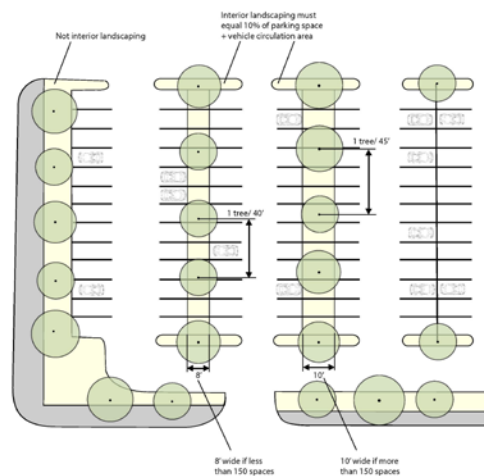 Not interior landscaping
Interior landscaping must
equal 10% of parking space
+ vehicle circulation area
1 tree/ 45'
1 tree/ 40'
8'
10'
8' wide if less
than 150 spaces
10' wide if more
than 150 spaces